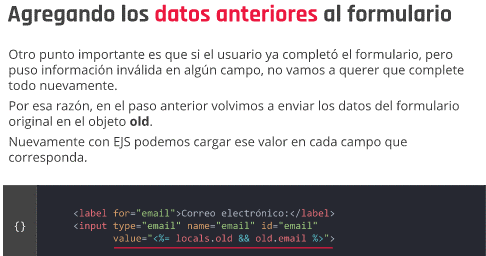 Agregando los datos anteriores al formulario
Otro punto importante es que si el usuario ya completó el formulario, pero
puso información inválida en algún campo, no vamos a querer que complete
todo nuevamente.
Por esa razón, en el paso anterior volvimos a enviar los datos del formulario
original en el objeto old.
Nuevamente con EJS podemos cargar ese valor en cada campo que
corresponda.
{}
<label for="email">Correo electrónico:</label>
<input type="email" name="email" id="email"
value="<%= locals.old && old.email %>">